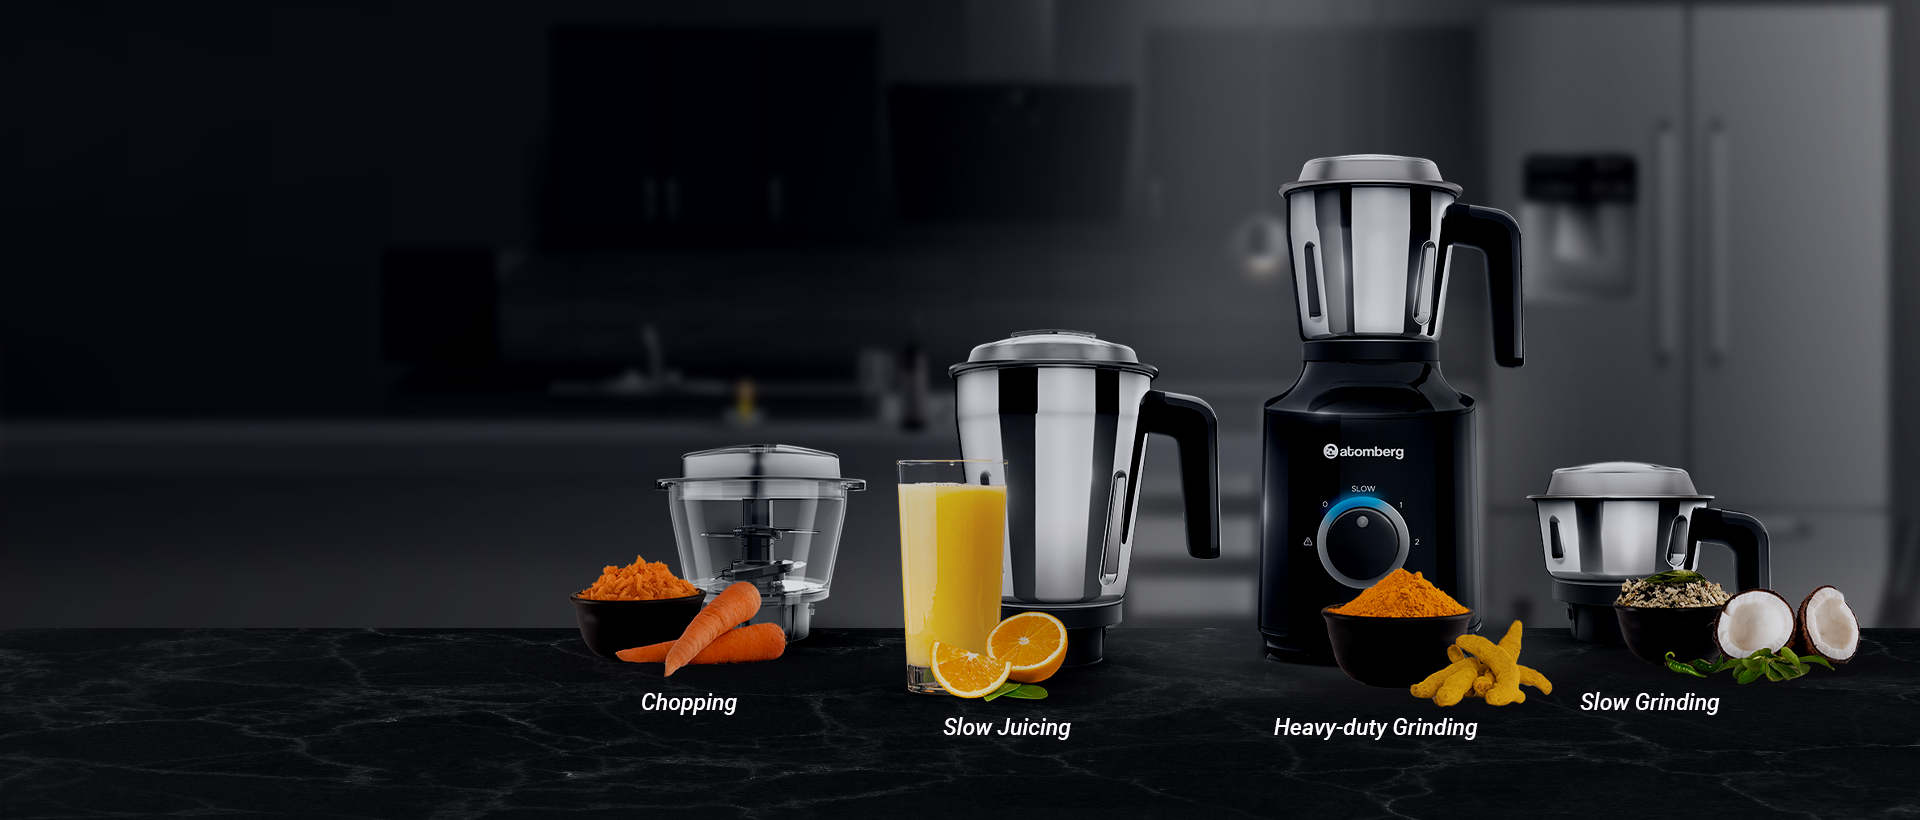 atomberg
SLOW
0
1
2
Chopping
Slow Juicing
Heavy-duty Grinding
Slow Grinding